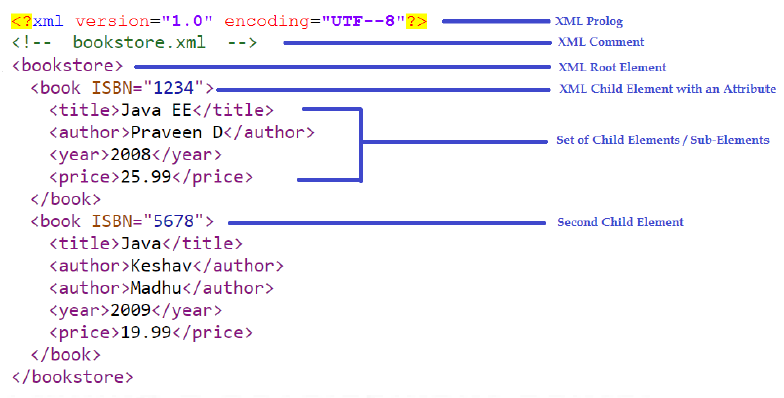 <?xml version="1.0" encoding="UTF--8"?> XML Prolog
<!-- bookstore.xml --> XML Comment
<bookstore> XML Root Element
<book ISBN="1234"> XML Child Element with an Attribute
<title>Java EE</title>
<author>Praveen D</author>
Set of Child Elements / Sub-Elements
<year>2008</year>
<price>25.99</price>
</book>
<book ISBN="5678"> Second Child Element
<title>Java</title>
<author>Keshav</author>
<author>Madhu</author>
<year>2009</year>
<price>19.99</price>
</book>
</bookstore>